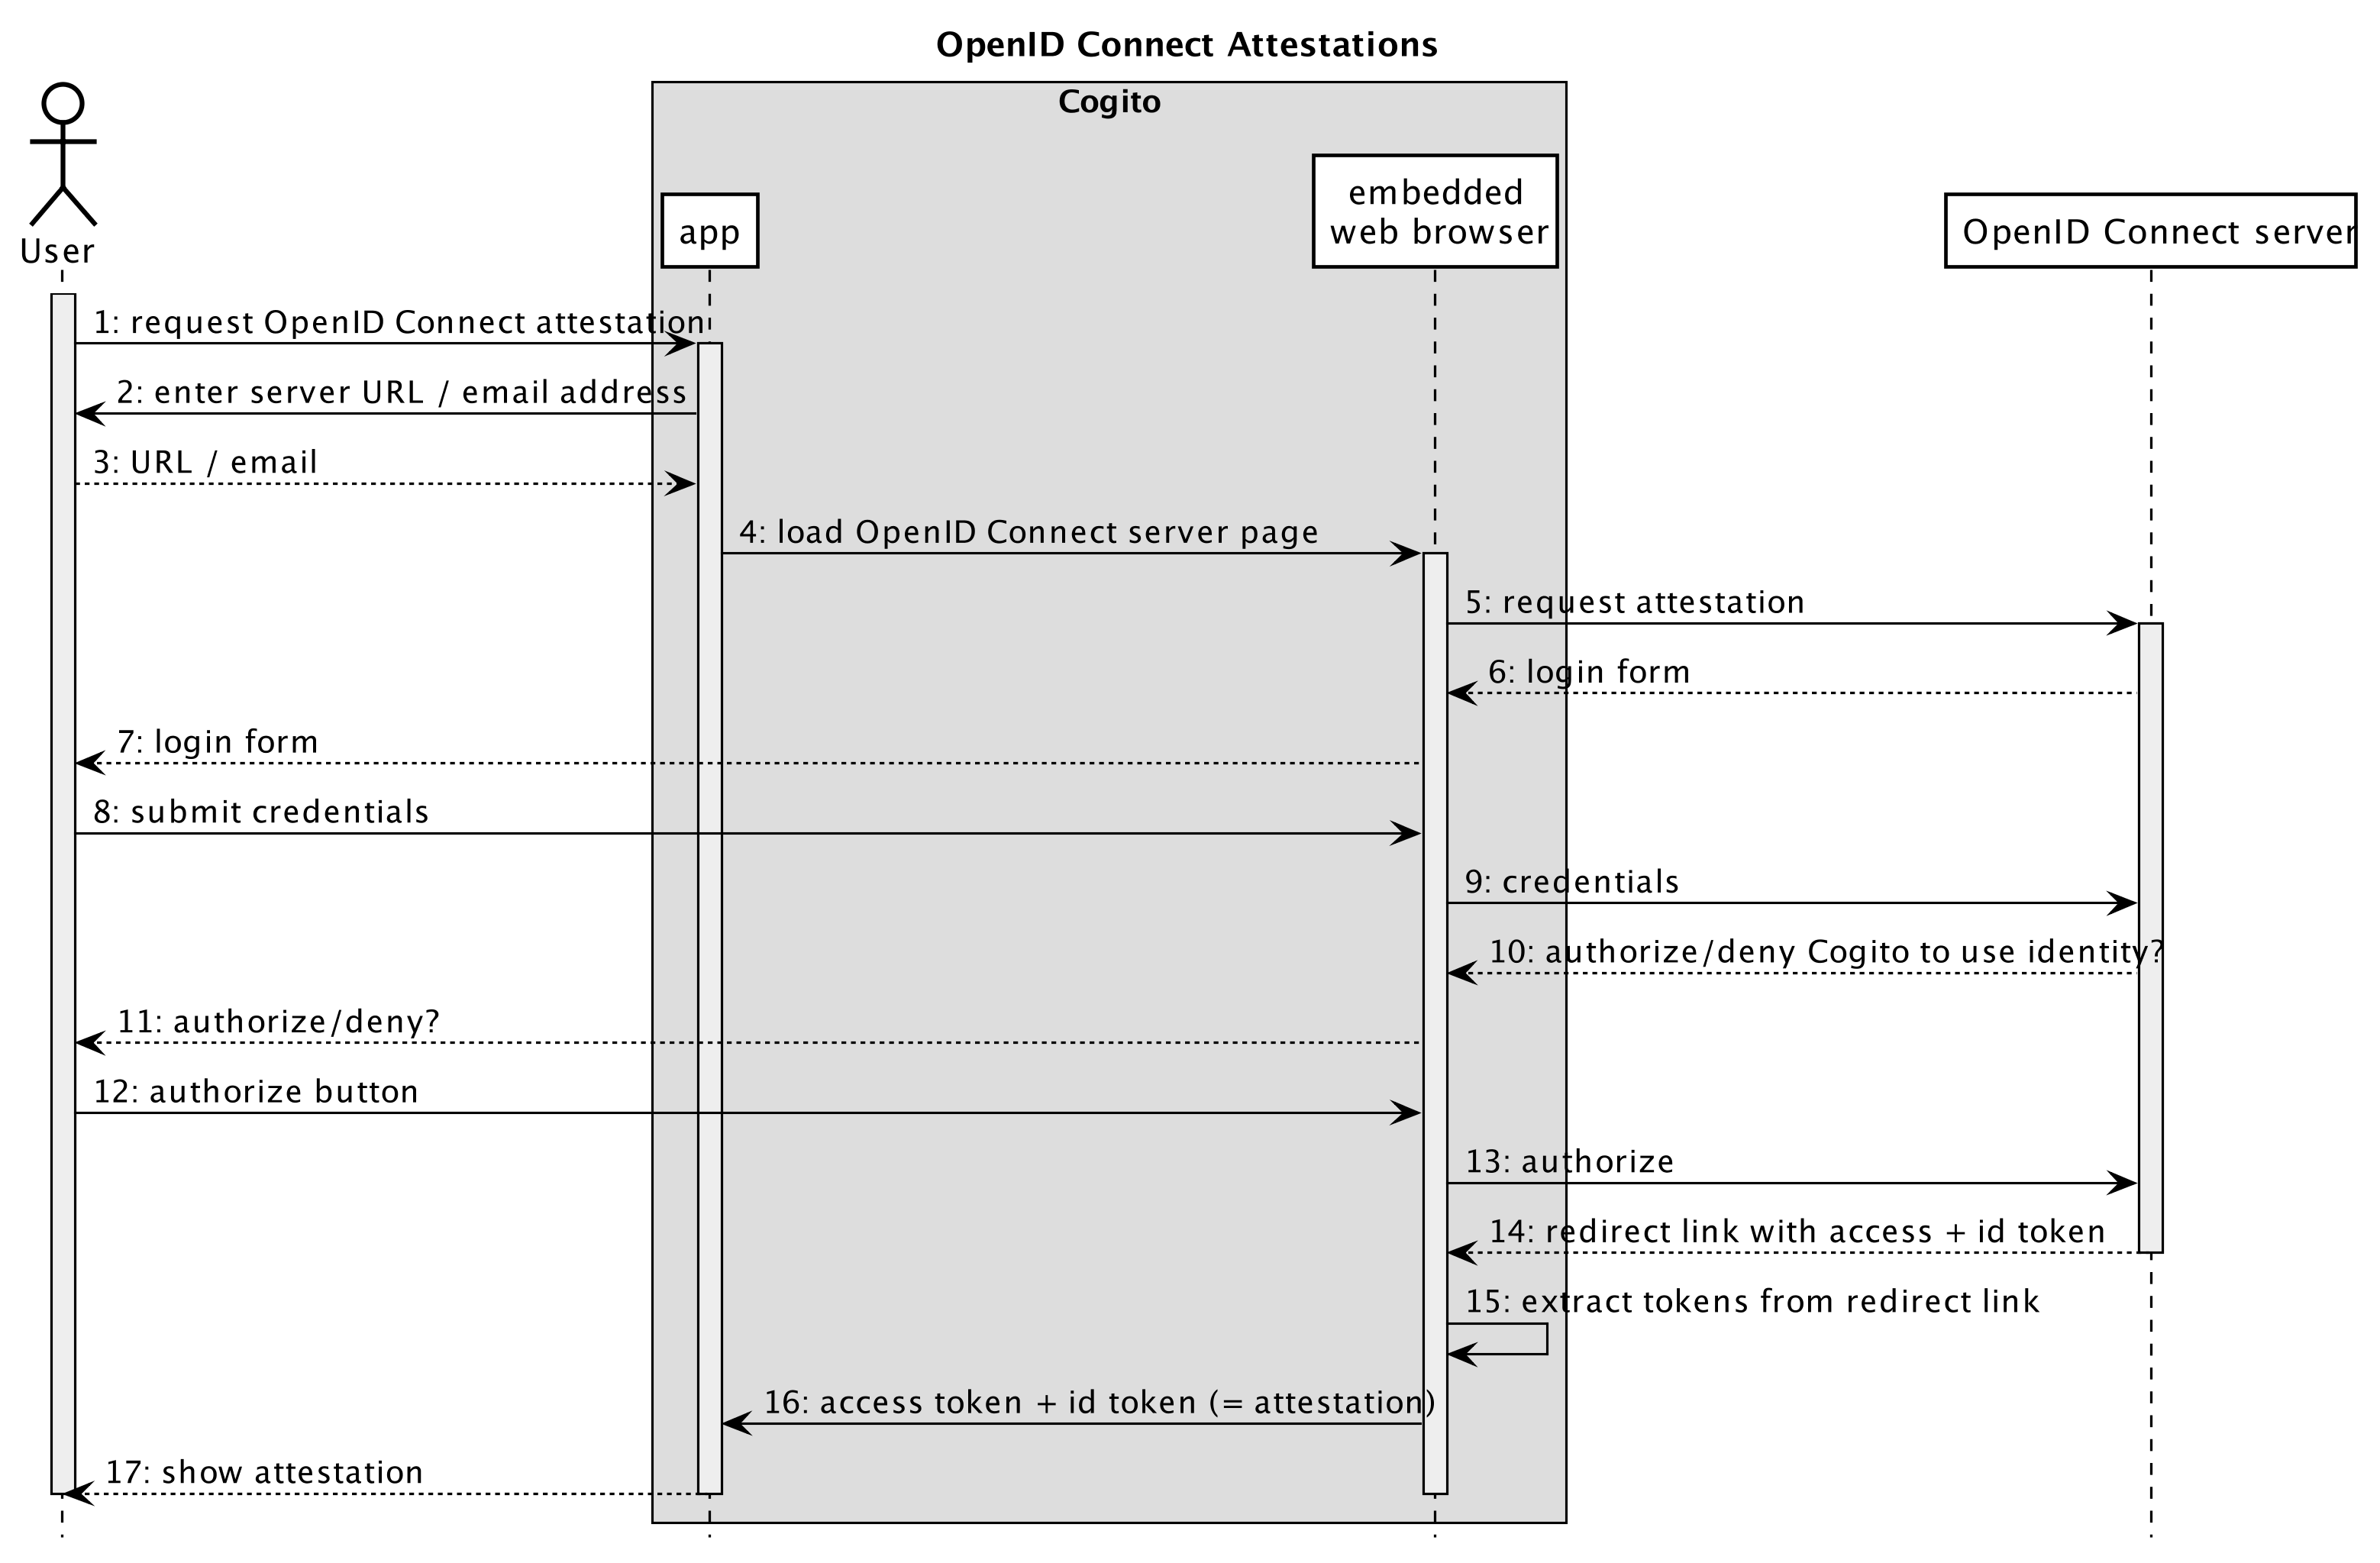 OpenID Connect Attestations
Cogito
User
app
embedded
web browser
OpenID Connect server
1: request OpenID Connect attestation
2: enter server URL / email address
3: URL / email
4: load OpenID Connect server page
5: request attestation
6: login form
7: login form
8: submit credentials
9: credentials
10: authorize/deny Cogito to use identity?
11: authorize/deny?
12: authorize button
13: authorize
14: redirect link with access + id token
15: extract tokens from redirect link
16: access token + id token (= attestation)
17: show attestation